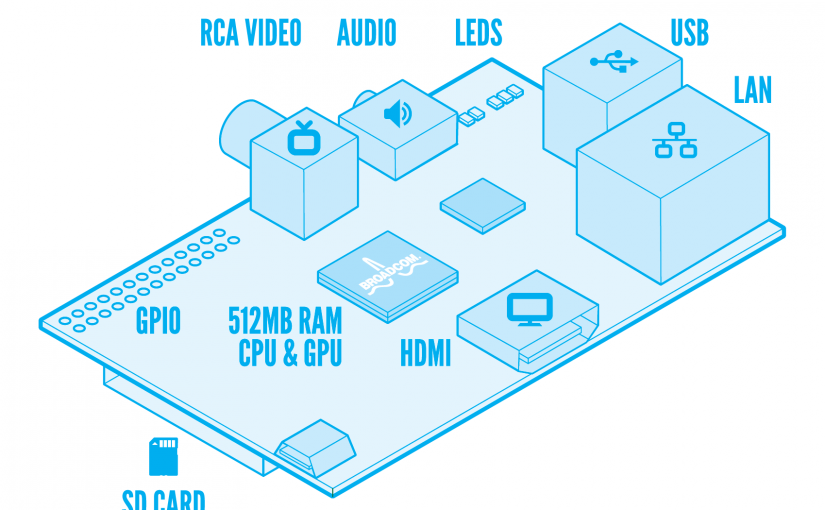 RCA VIDEO
AUDIO
LEDS
USB
LAN
BROADCOM
GPIO
512MB RAM
CPU & GPU
HDMI
SD CARD